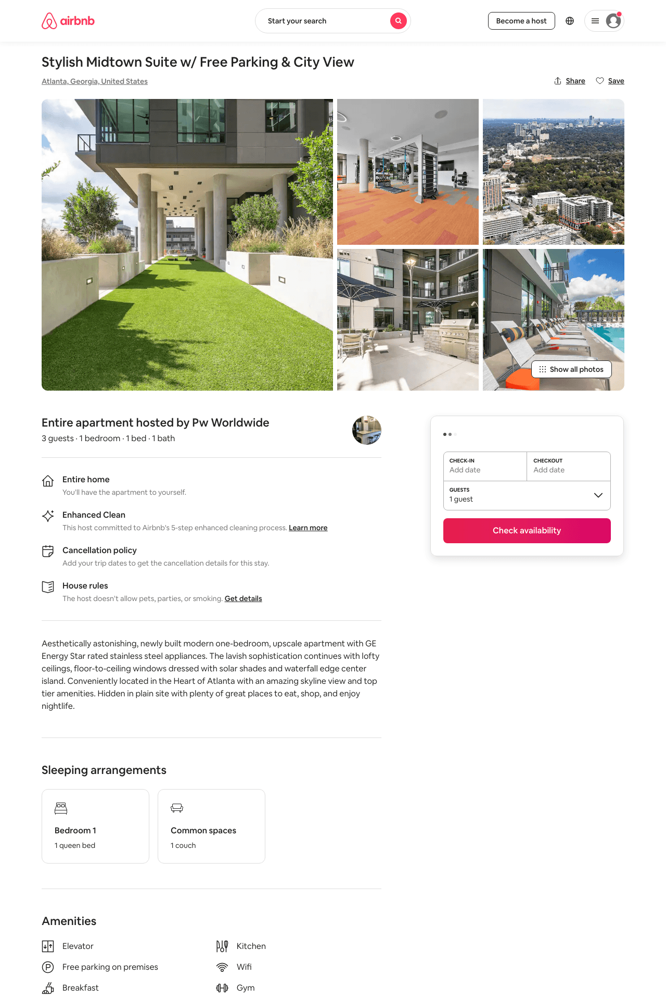 airbnb
Start your search
Become a host
Stylish Midtown Suite w/ Free Parking & City View
Atlanta, Georgia, United States
Share
Save
Show all photos
Entire apartment hosted by Pw Worldwide
3 guests · 1 bedroom · 1 bed · 1 bath
CHECK-IN
Add date
CHECKOUT
Add date
GUESTS
1 guest
Check availability
Entire home
You’ll have the apartment to yourself.
Enhanced Clean
This host committed to Airbnb's 5-step enhanced cleaning process. Learn more
Cancellation policy
Add your trip dates to get the cancellation details for this stay.
House rules
The host doesn’t allow pets, parties, or smoking. Get details
Aesthetically astonishing, newly built modern one-bedroom, upscale apartment with GE
Energy Star rated stainless steel appliances. The lavish sophistication continues with lofty
ceilings, floor-to-ceiling windows dressed with solar shades and waterfall edge center
island. Conveniently located in the Heart of Atlanta with an amazing skyline view and top
tier amenities. Hidden in plain site with plenty of great places to eat, shop, and enjoy
nightlife.
Sleeping arrangements
Bedroom 1
1 queen bed
Common spaces
1 couch
Amenities
Elevator
Kitchen
Free parking on premises
Wifi
Breakfast
Gym